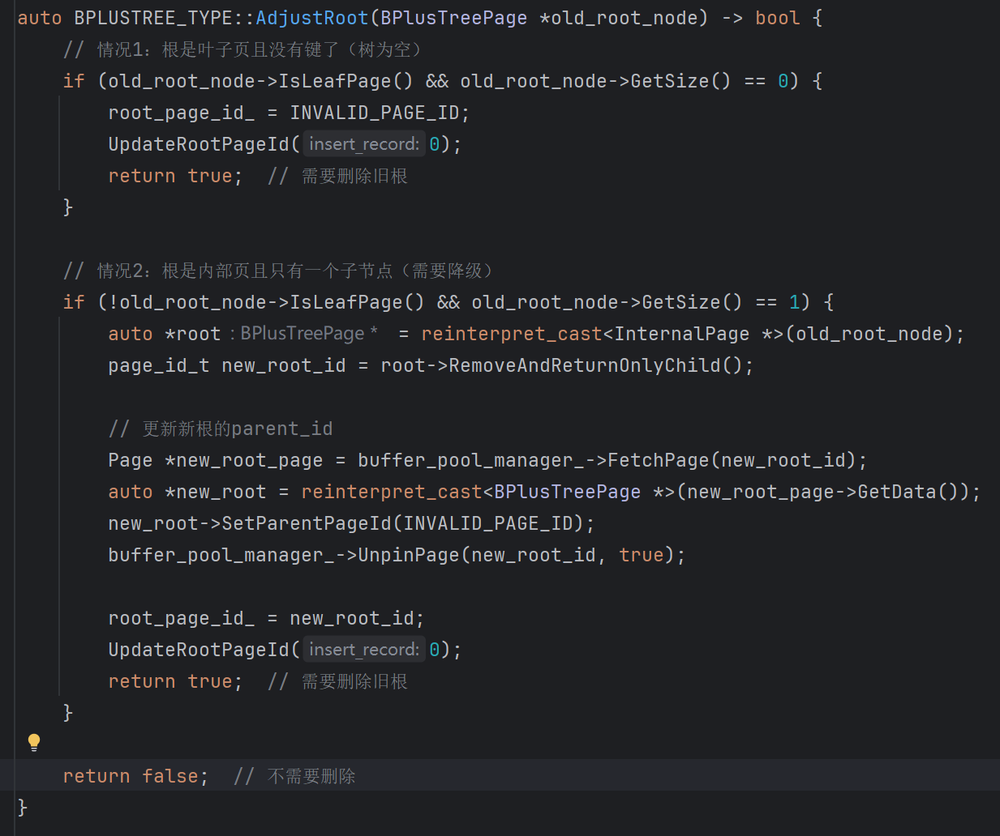 auto BPLUSTREE_TYPE::AdjustRoot(BPlusTreePage *old_root_node) -> bool {
// 情况1：根是叶子页且没有键了（树为空）
if (old_root_node->IsLeafPage() && old_root_node->GetSize() == 0) {
root_page_id_ = INVALID_PAGE_ID;
UpdateRootPageId( insert_record: 0);
return true;  // 需要删除旧根
}
// 情况2：根是内部页且只有一个子节点（需要降级）
if (!old_root_node->IsLeafPage() && old_root_node->GetSize() == 1) {
auto *root : BPlusTreePage *  = reinterpret_cast<InternalPage *>(old_root_node);
page_id_t new_root_id = root->RemoveAndReturnOnlyChild();
// 更新新根的parent_id
Page *new_root_page = buffer_pool_manager_->FetchPage(new_root_id);
auto *new_root = reinterpret_cast<BPlusTreePage *>(new_root_page->GetData());
new_root->SetParentPageId(INVALID_PAGE_ID);
buffer_pool_manager_->UnpinPage(new_root_id, true);
root_page_id_ = new_root_id;
UpdateRootPageId( insert_record: 0);
return true;  // 需要删除旧根
}
return false;  // 不需要删除
}